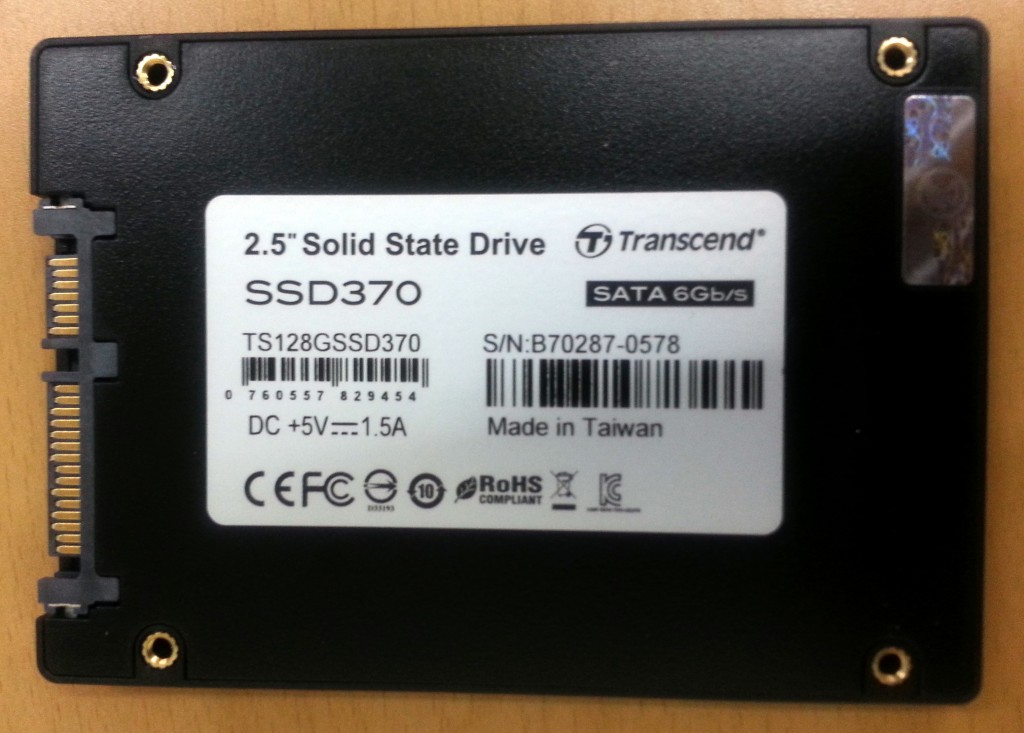 2.5" Solid State Drive
Transcend®
SSD370
SATA 6Gb/s
TS128GSSD370
S/N:B70287-0578
0 760557 829454
DC +5V⎓1.5A
Made in Taiwan
CE FC 10 RoHS
COMPLIANT